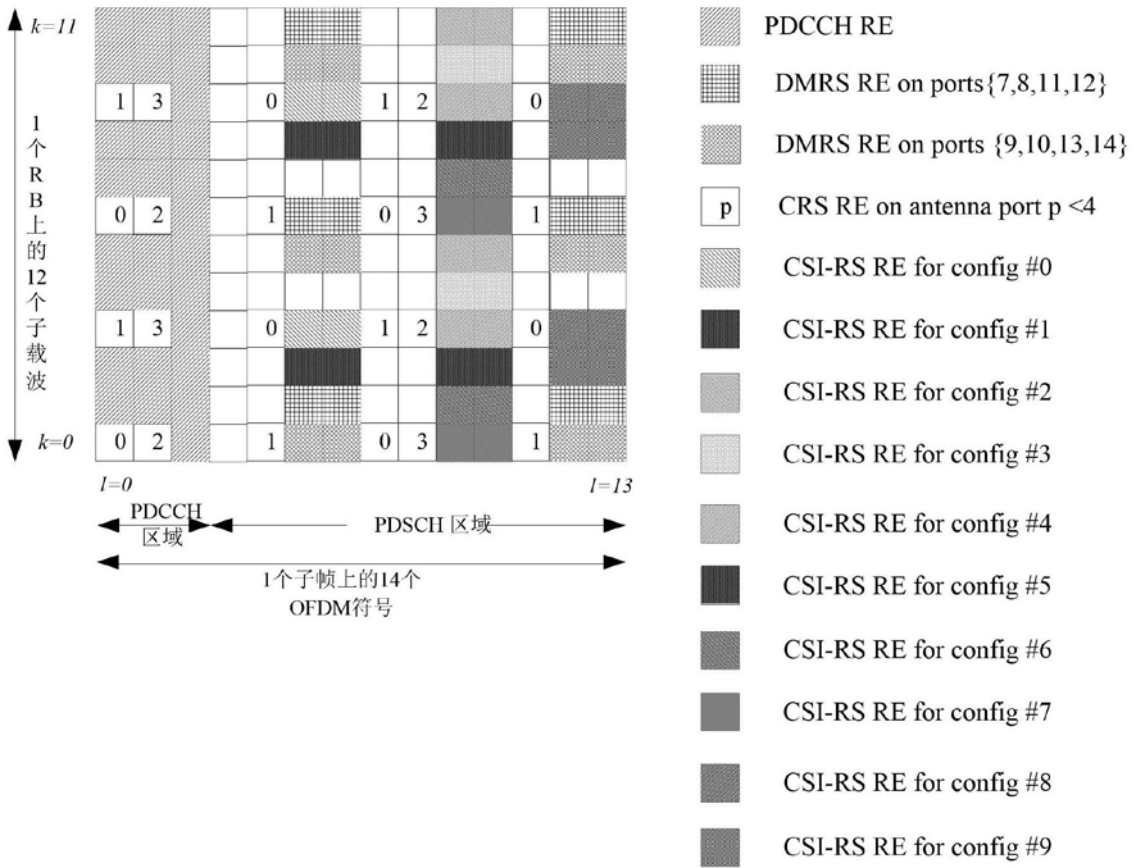 k=11
1 3 0 1 2 0
0 2 1 0 3 1
1 3 0 1 2 0
k=0 0 2 1 0 3 1
1个RB上的12个子载波
l=0 l=13
PDCCH
区域
PDSCH 区域
1个子帧上的14个
OFDM符号
PDCCH RE
DMRS RE on ports{7,8,11,12}
DMRS RE on ports {9,10,13,14}
p CRS RE on antenna port p <4
CSI-RS RE for config #0
CSI-RS RE for config #1
CSI-RS RE for config #2
CSI-RS RE for config #3
CSI-RS RE for config #4
CSI-RS RE for config #5
CSI-RS RE for config #6
CSI-RS RE for config #7
CSI-RS RE for config #8
CSI-RS RE for config #9